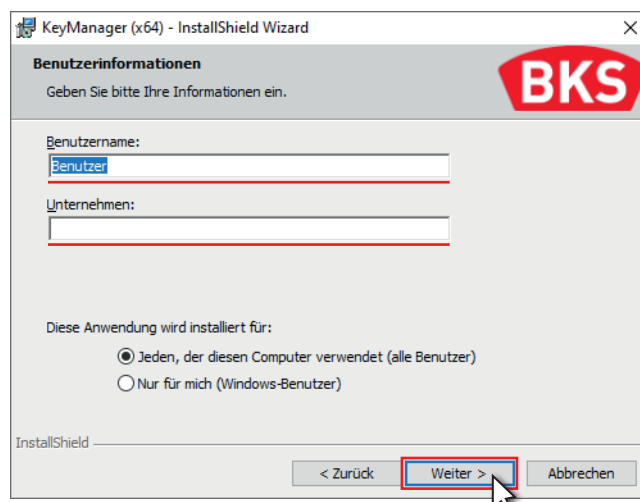 KeyManager (x64) - InstallShield Wizard
Benutzerinformationen
Geben Sie bitte Ihre Informationen ein.
BKS
Benutzername:
Benutzer
Unternehmen:
Diese Anwendung wird installiert für:
Jeden, der diesen Computer verwendet (alle Benutzer)
Nur für mich (Windows-Benutzer)
InstallShield
< Zurück Weiter > Abbrechen